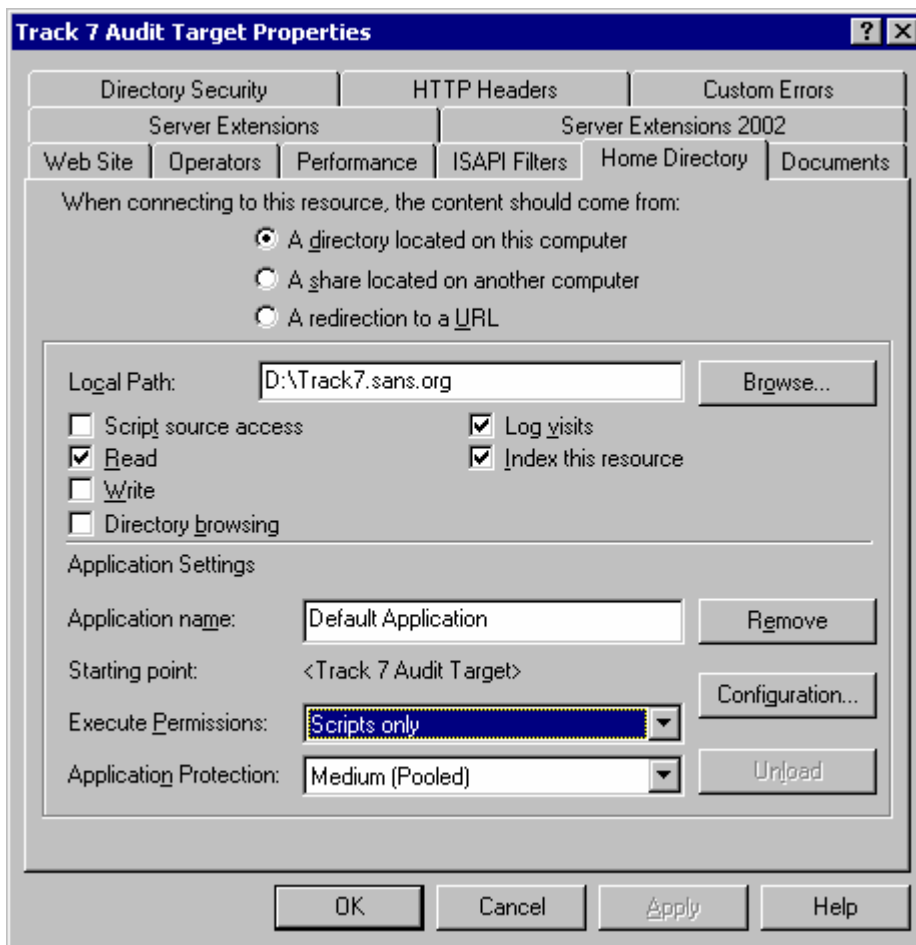 Track 7 Audit Target Properties
Directory Security HTTP Headers Custom Errors
Server Extensions Server Extensions 2002
Web Site Operators Performance ISAPI Filters Home Directory Documents
When connecting to this resource, the content should come from:
A directory located on this computer
A share located on another computer
A redirection to a URL
Local Path: D:\Track7.sans.org Browse...
Script source access Log visits
Read Index this resource
Write
Directory browsing
Application Settings
Application name: Default Application Remove
Starting point: <Track 7 Audit Target>
Configuration...
Execute Permissions: Scripts only
Application Protection: Medium (Pooled) Unload
OK Cancel Apply Help